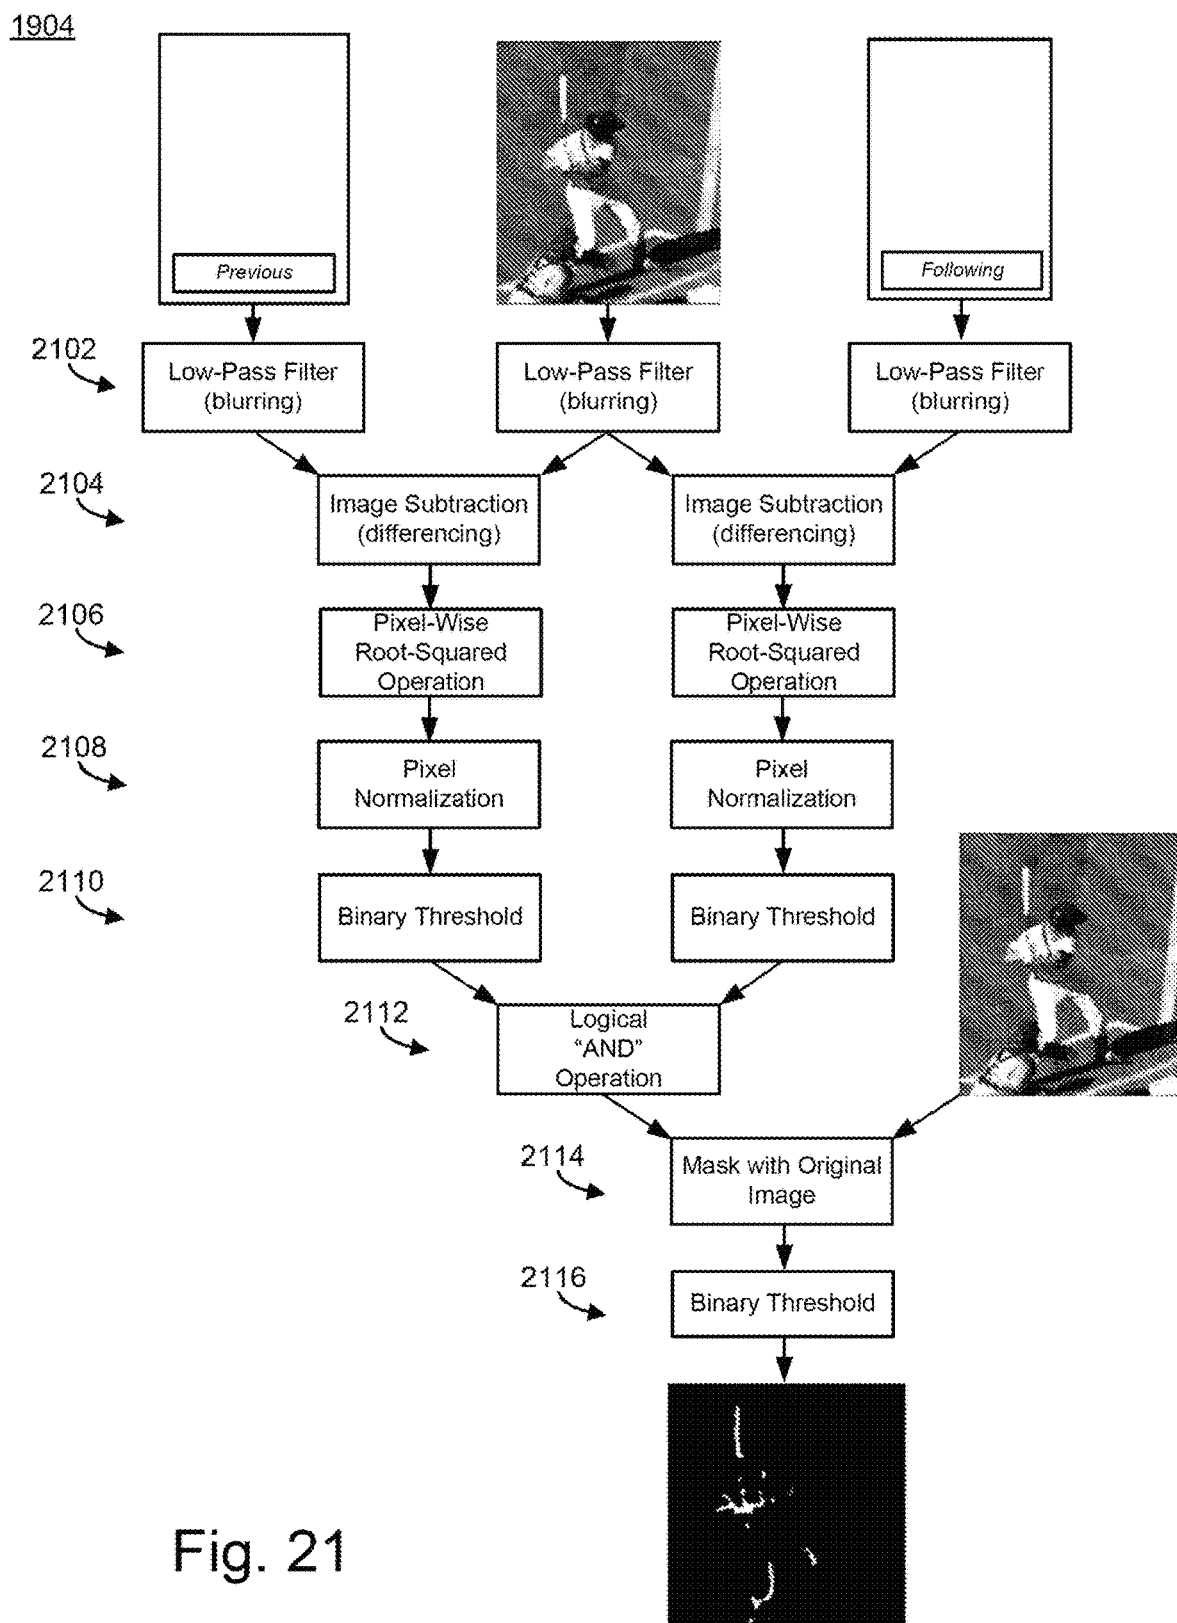 1904
Previous
Following
2102
Low-Pass Filter
(blurring)
Low-Pass Filter
(blurring)
Low-Pass Filter
(blurring)
2104
Image Subtraction
(differencing)
Image Subtraction
(differencing)
2106
Pixel-Wise
Root-Squared
Operation
Pixel-Wise
Root-Squared
Operation
2108
Pixel
Normalization
Pixel
Normalization
2110
Binary Threshold
Binary Threshold
2112
Logical
"AND"
Operation
2114
Mask with Original
Image
2116
Binary Threshold
Fig. 21